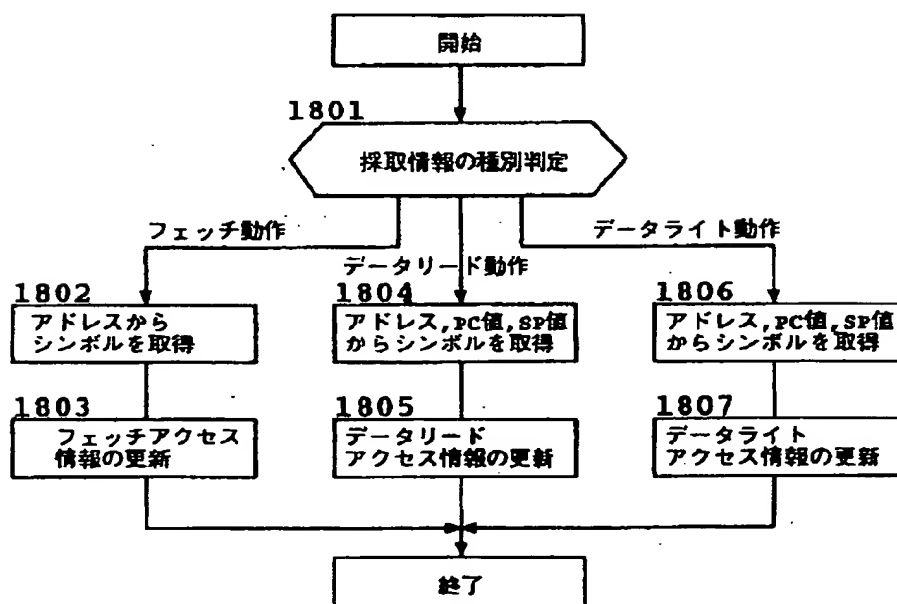 開始
1801
採取情報の種別判定
フェッチ動作
データリード動作
データライト動作
1802
アドレスから
シンボルを取得
1804
アドレス,PC値,SP値
からシンボルを取得
1806
アドレス,PC値,SP値
からシンボルを取得
1803
フェッチアクセス
情報の更新
1805
データリード
アクセス情報の更新
1807
データライト
アクセス情報の更新
終了